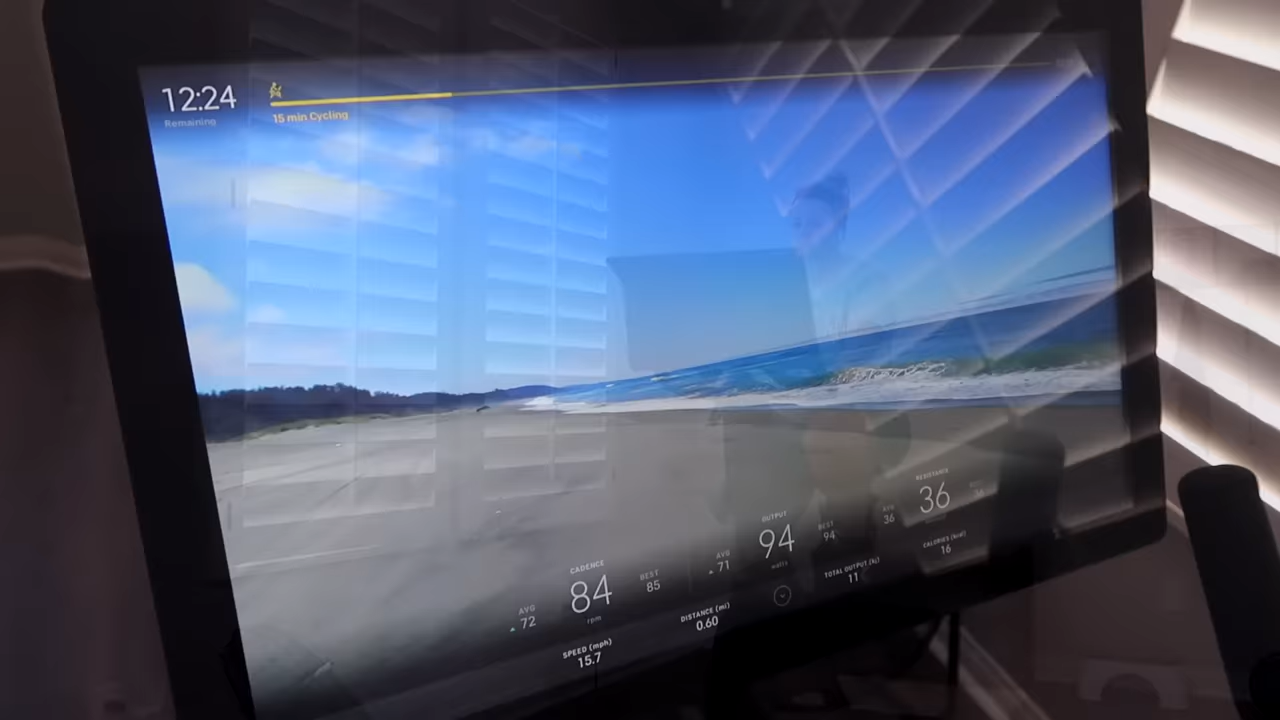 12:24
Remaining
15 min Cycling
RESISTANCE
AVG
36
36
OUTPUT
AVG
71
94
watts
BEST
94
CADENCE
AVG
72
84
rpm
BEST
85
CALORIES (kcal)
16
TOTAL OUTPUT (kj)
11
DISTANCE (mi)
0.60
SPEED (mph)
15.7